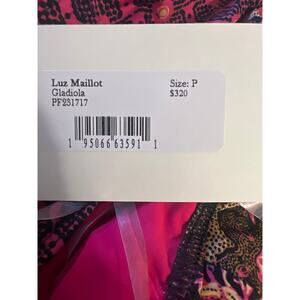 Luz Maillot
Size: P
Gladiola
$320
PF231717
1 95066 63591 1